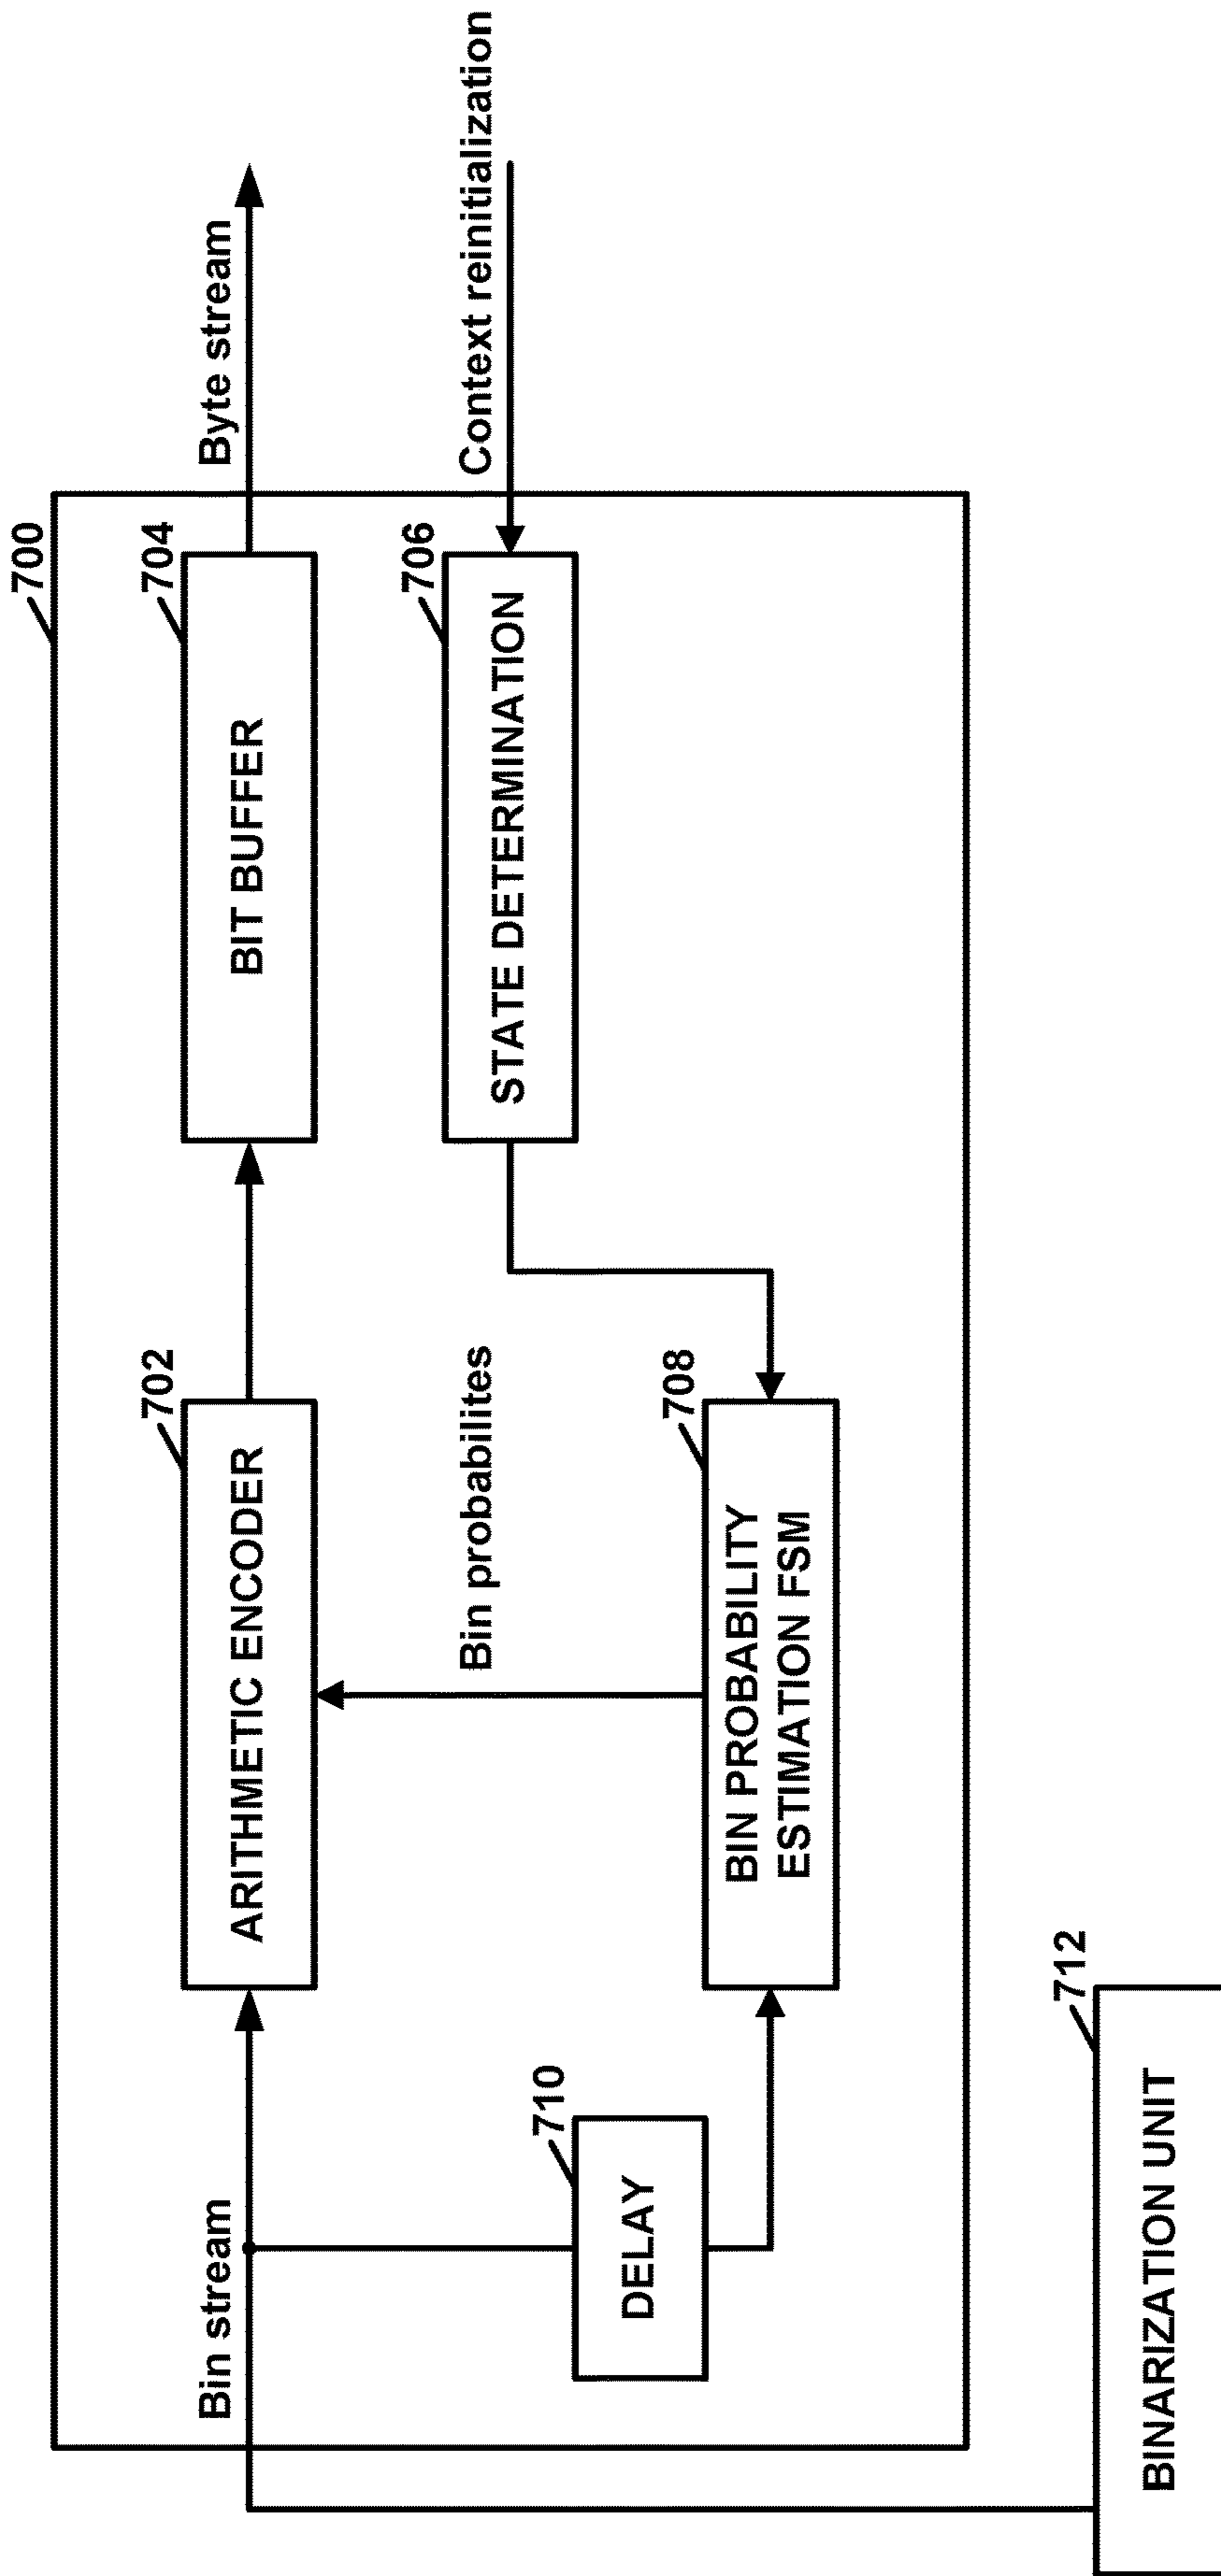 700
Bin stream
702
ARITHMETIC ENCODER
704
BIT BUFFER
Byte stream
Bin probabilites
706
STATE DETERMINATION
Context reinitialization
710
DELAY
708
BIN PROBABILITY
ESTIMATION FSM
712
BINARIZATION UNIT